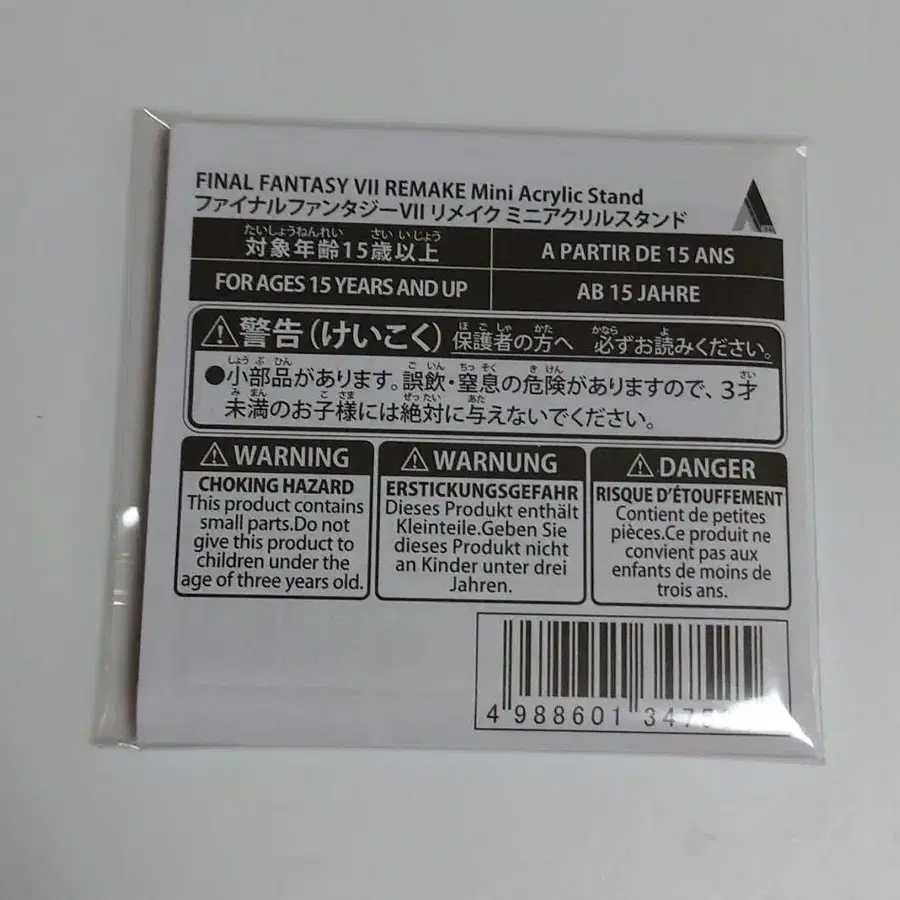 FINAL FANTASY VII REMAKE Mini Acrylic Stand
ファイナルファンタジーVII リメイク ミニアクリルスタンド
たいしょうねんれい さい いじょう
対象年齢15歳以上
A PARTIR DE 15 ANS
FOR AGES 15 YEARS AND UP
AB 15 JAHRE
ほ ご しゃ かた かなら よ
警告(けいこく) 保護者の方へ 必ずお読みください。
しょう ぶ ひん ご いん ちっ そく き けん さい
●小部品があります。誤飲・窒息の危険がありますので、3才
み まん こ さま ぜったい あた
未満のお子様には絶対に与えないでください。
WARNING
CHOKING HAZARD
This product contains
small parts.Do not
give this product to
children under the
age of three years old.
WARNUNG
ERSTICKUNGSGEFAHR
Dieses Produkt enthält
Kleinteile.Geben Sie
dieses Produkt nicht
an Kinder unter drei
Jahren.
DANGER
RISQUE D'ÉTOUFFEMENT
Contient de petites
pièces.Ce produit ne
convient pas aux
enfants de moins de
trois ans.
4 988601